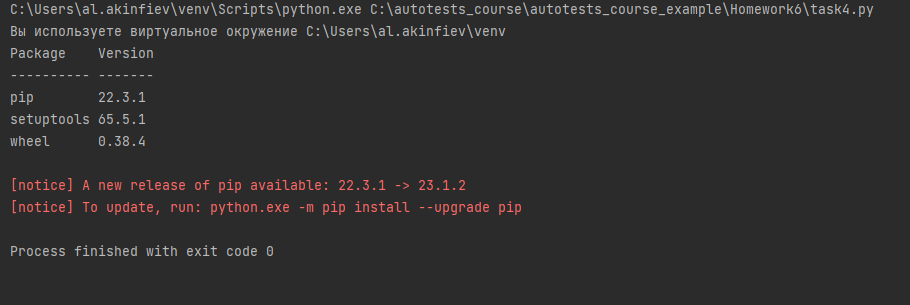 C:\Users\al.akinfiev\venv\Scripts\python.exe C:\autotests_course\autotests_course_example\Homework6\task4.py
Вы используете виртуальное окружение C:\Users\al.akinfiev\venv
Package    Version
---------- -------
pip        22.3.1
setuptools 65.5.1
wheel      0.38.4
[notice] A new release of pip available: 22.3.1 -> 23.1.2
[notice] To update, run: python.exe -m pip install --upgrade pip
Process finished with exit code 0